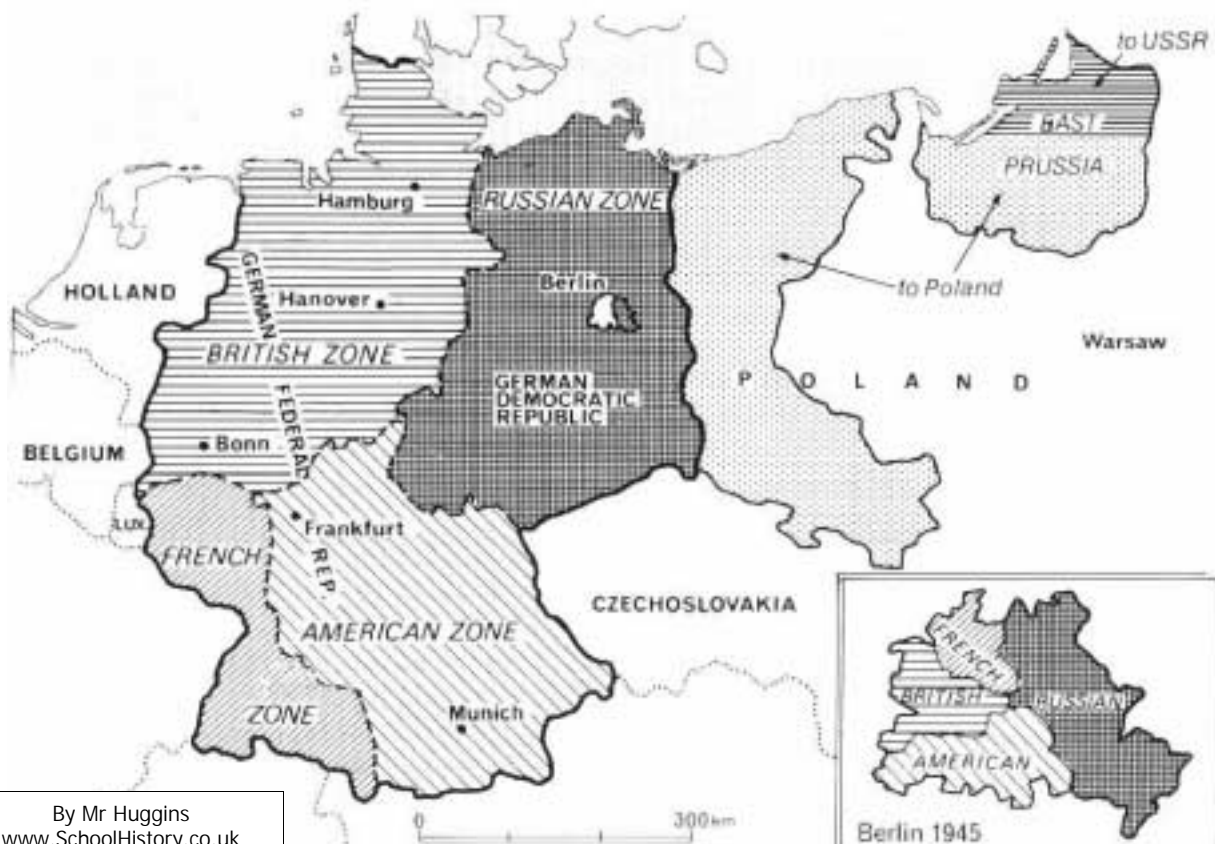 to USSR
EAST
PRUSSIA
Hamburg
RUSSIAN ZONE
HOLLAND
GERMAN
Hanover
Berlin
to Poland
BRITISH ZONE
Warsaw
GERMAN
DEMOCRATIC
REPUBLIC
POLAND
FEDERAL
BELGIUM
Bonn
LUX.
Frankfurt
FRENCH
REP.
CZECHOSLOVAKIA
AMERICAN ZONE
ZONE
Munich
FRENCH
BRITISH
RUSSIAN
AMERICAN
Berlin 1945
0 300km
By Mr Huggins
www.SchoolHistory.co.uk